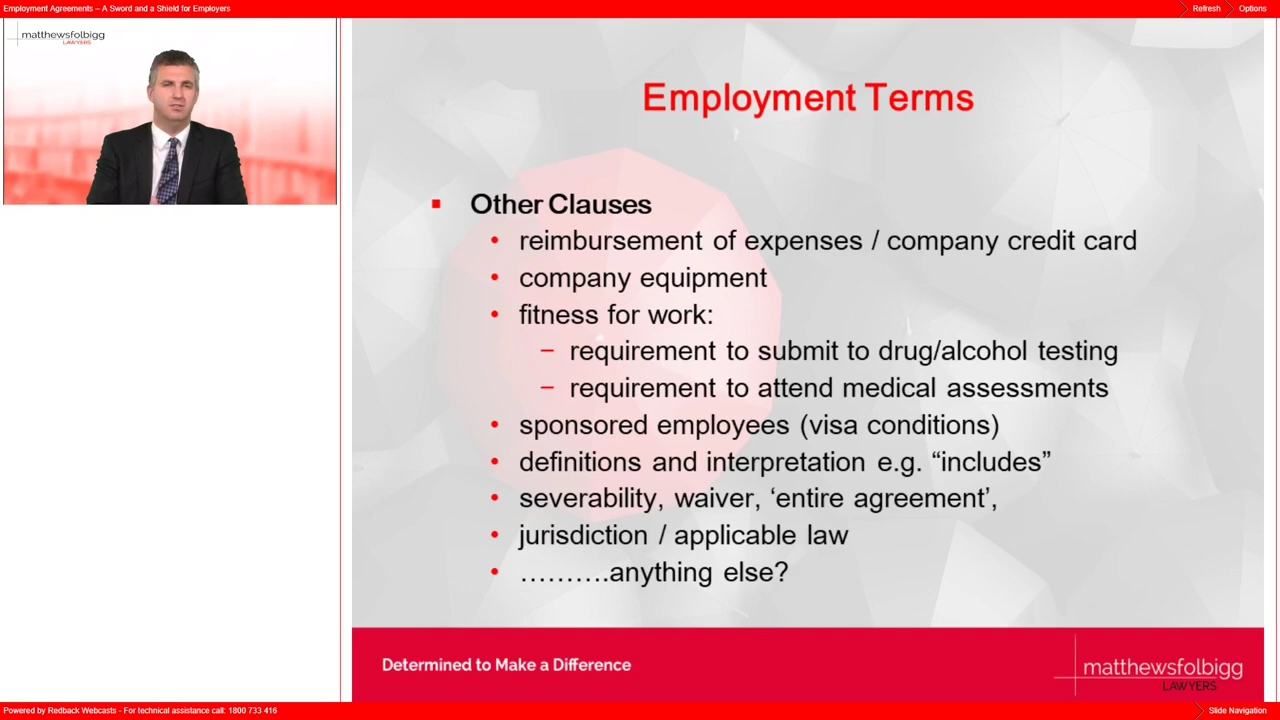 Employment Agreements – A Sword and a Shield for Employers
Refresh
Options
matthewsfolbigg
LAWYERS
Employment Terms
Other Clauses
reimbursement of expenses / company credit card
company equipment
fitness for work:
– requirement to submit to drug/alcohol testing
– requirement to attend medical assessments
sponsored employees (visa conditions)
definitions and interpretation e.g. “includes”
severability, waiver, ‘entire agreement’,
jurisdiction / applicable law
……….anything else?
Determined to Make a Difference
matthewsfolbigg
LAWYERS
Powered by Redback Webcasts - For technical assistance call: 1800 733 416
Slide Navigation